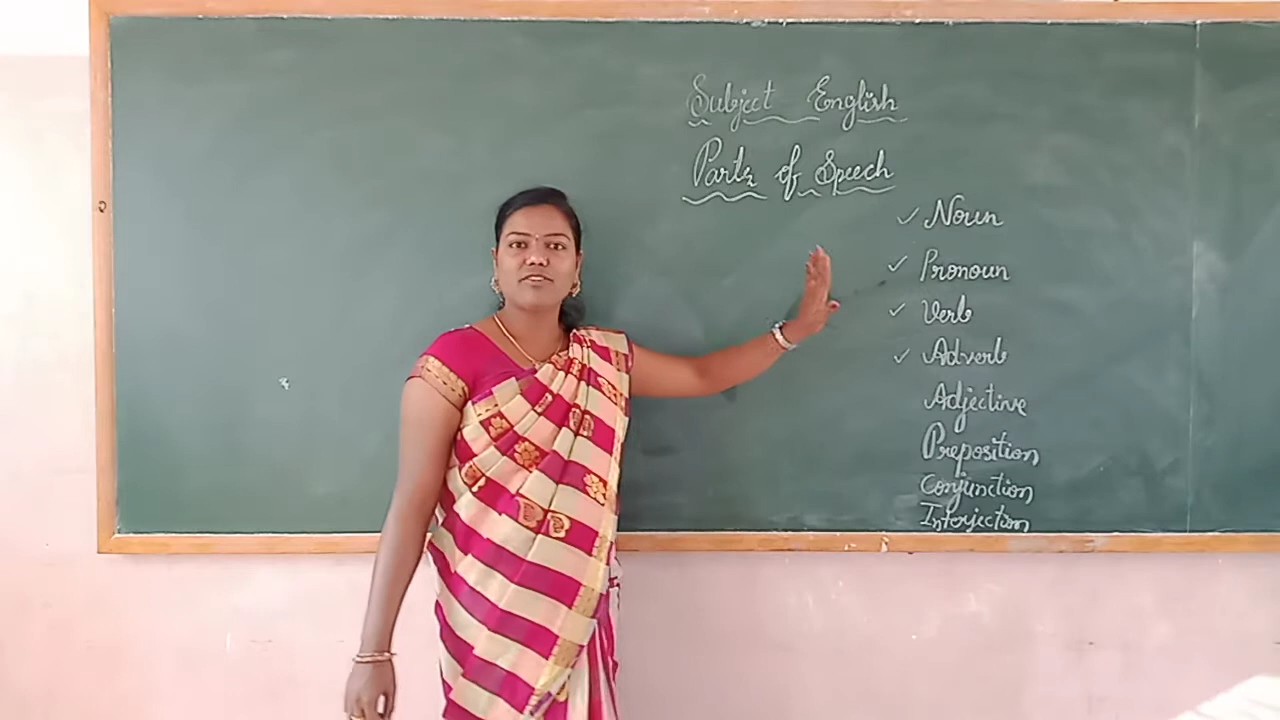 Subject English
Parts of Speech
✓ Noun
✓ Pronoun
✓ Verb
✓ Adverb
Adjective
Preposition
Conjunction
Interjection